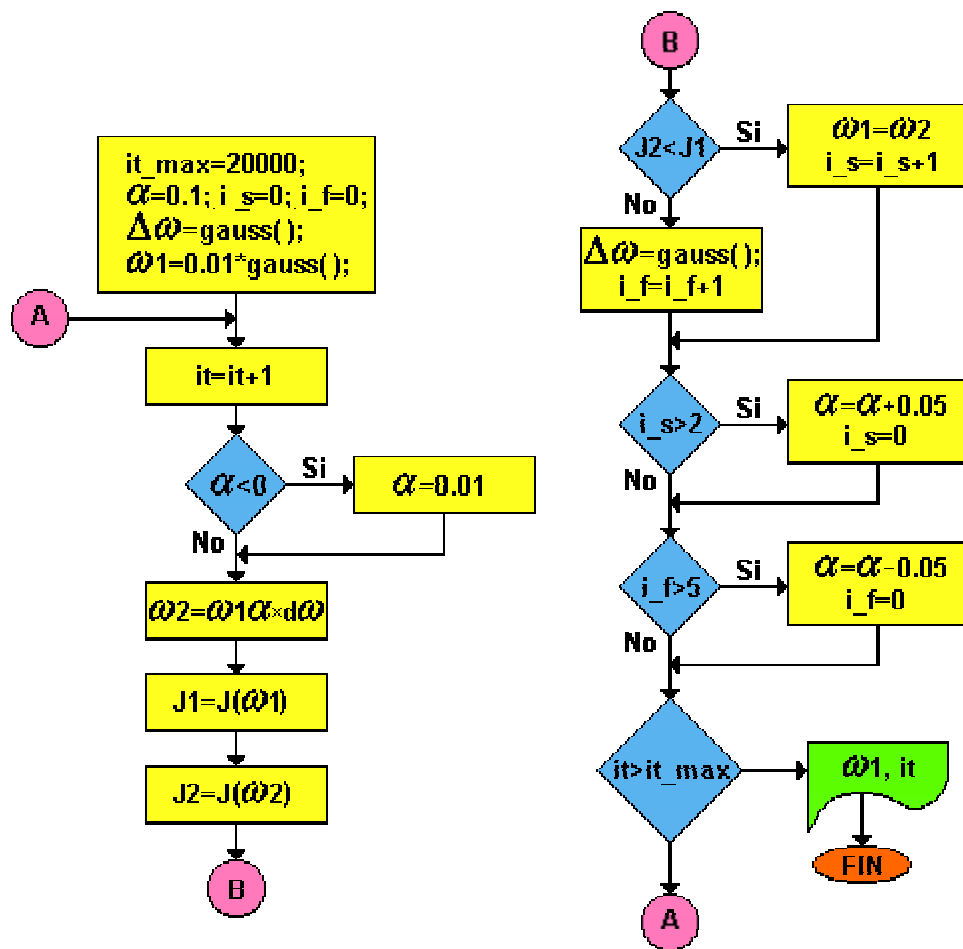 it_max=20000;
α=0.1; i_s=0; i_f=0;
Δω=gauss( );
ω1=0.01*gauss( );
A
it=it+1
α<0
Si
α=0.01
No
ω2=ω1α×dω
J1=J(ω1)
J2=J(ω2)
B
B
J2<J1
Si
ω1=ω2
i_s=i_s+1
No
Δω=gauss( );
i_f=i_f+1
i_s>2
Si
α=α+0.05
i_s=0
No
i_f>5
Si
α=α-0.05
i_f=0
No
it>it_max
ω1, it
FIN
A